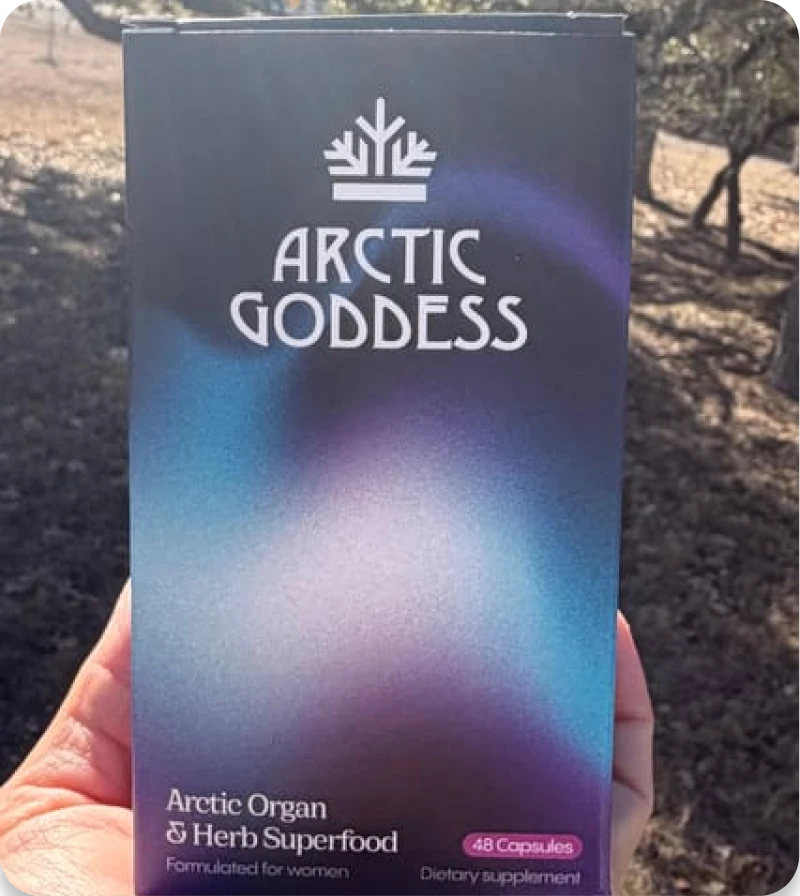 ARCTIC
GODDESS
Arctic Organ
& Herb Superfood
48 Capsules
Formulated for women
Dietary supplement